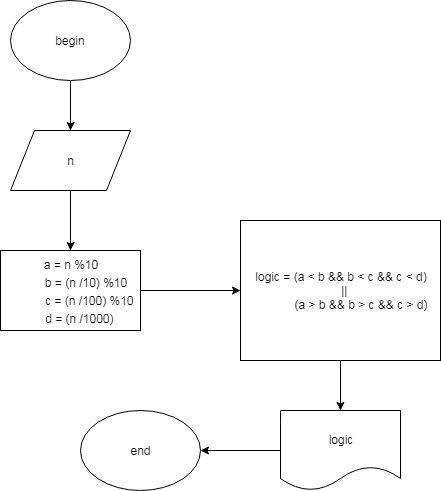 begin
n
a = n %10
b = (n /10) %10
c = (n /100) %10
d = (n /1000)
logic = (a < b && b < c && c < d)
||
(a > b && b > c && c > d)
logic
end